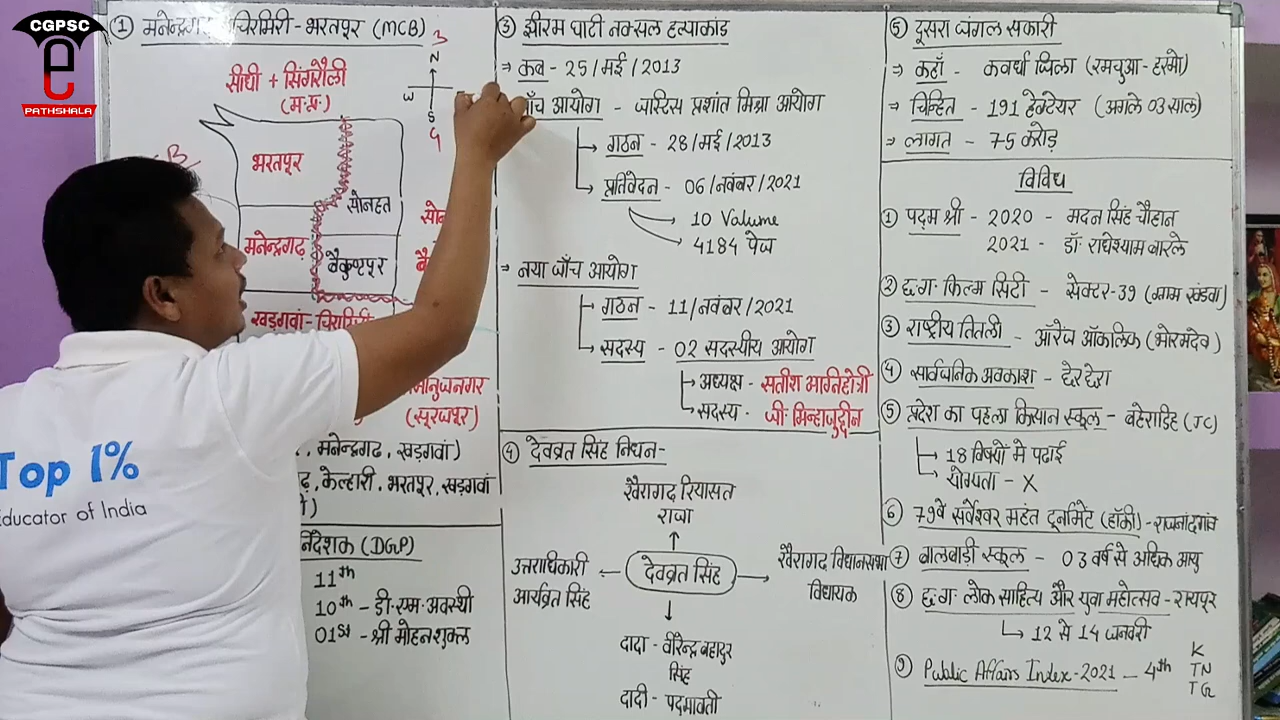 CGPSC
e
PATHSHALA
① मनेन्द्रगढ़ चिरमिरी-भरतपुर (MCB)
सीधी + सिंगरौली
(म.प्र.)
N
W
S
भरतपुर
सोनहत
मनेन्द्रगढ़
बैकुण्ठपुर
खड़गवां-चिरमिरी
(सूरजपुर)
, मनेन्द्रगढ, खड़गवां)
, केल्हारी, भरतपुर, खड़गवां
(DGP)
11th
10th - डी.एम.अवस्थी
01st - श्री मोहन शुक्ल
Top 1%
Educator of India
③ झीरम घाटी नक्सल हत्याकांड
⇒ कब - 25/मई/2013
जाँच आयोग - जास्टिस प्रशांत मिश्रा आयोग
गठन - 28/मई/2013
प्रतिवेदन - 06/नवंबर/2021
10 Volume
4184 पेज
⇒ नया जाँच आयोग
गठन - 11/नवंबर/2021
सदस्य - 02 सदस्यीय आयोग
अध्यक्ष - सतीश अग्निहोत्री
सदस्य - जी. मिन्हाजुद्दीन
④ देवव्रत सिंह निधन-
खैरागढ़ रियासत
राजा
उत्तराधिकारी
आर्यव्रत सिंह
देवव्रत सिंह
खैरागढ़ विधानसभा
विधायक
दादा - वीरेन्द्र बहादुर
सिंह
दादी - पदमावती
⑤ दूसरा जंगल सफारी
⇒ कहाँ - कवर्धा जिला
⇒ चिन्हित - 191 हेक्टेयर (अगले 03 साल)
⇒ लागत - 75 करोड़
विविध
① पद्म श्री - 2020 - मदन सिंह चौहान
2021 - डॉ. राधेश्याम बारले
② छ.ग. फिल्म सिटी - सेक्टर-39 (ग्राम खंडवा)
③ राष्ट्रीय तितली - ऑरेंज ऑकलिफ (भोरमदेव)
④ सार्वजनिक अवकाश - छेरछेरा
⑤ प्रदेश का पहला किसान स्कूल - बहेराडिह (JC)
18 विषयों में पढ़ाई
योग्यता - X
⑥ 79वें सर्वेश्वर महंत टूर्नामेंट (हॉकी) - राजनांदगांव
⑦ बालबाड़ी स्कूल - 03 वर्ष से अधिक आयु
⑧ छ.ग. लोक साहित्य और युवा महोत्सव - रायपुर
12 से 14 जनवरी
⑨ Public Affairs Index-2021 - 4th
K
TN
TG